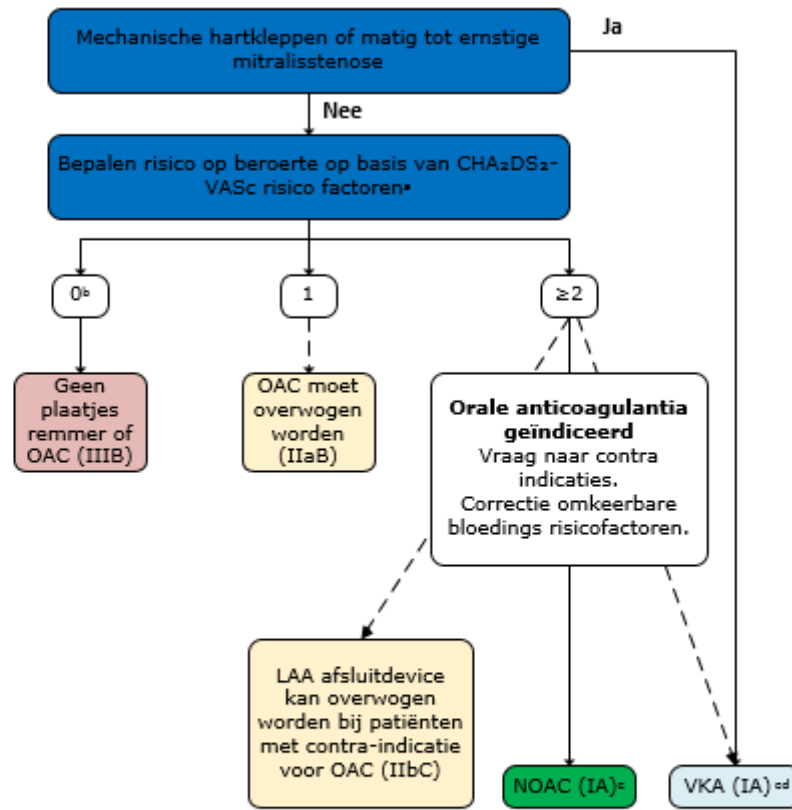 Mechanische hartkleppen of matig tot ernstige
mitralisstenose
Ja
Nee
Bepalen risico op beroerte op basis van CHA₂DS₂-
VASc risico factorenᵃ
0ᵇ
1
≥2
Geen
plaatjes
remmer of
OAC (IIIB)
OAC moet
overwogen
worden
(IIaB)
Orale anticoagulantia
geïndiceerd
Vraag naar contra
indicaties.
Correctie omkeerbare
bloedings risicofactoren.
LAA afsluitdevice
kan overwogen
worden bij patiënten
met contra-indicatie
voor OAC (IIbC)
NOAC (IA)ᶜ
VKA (IA) ᶜᵈ